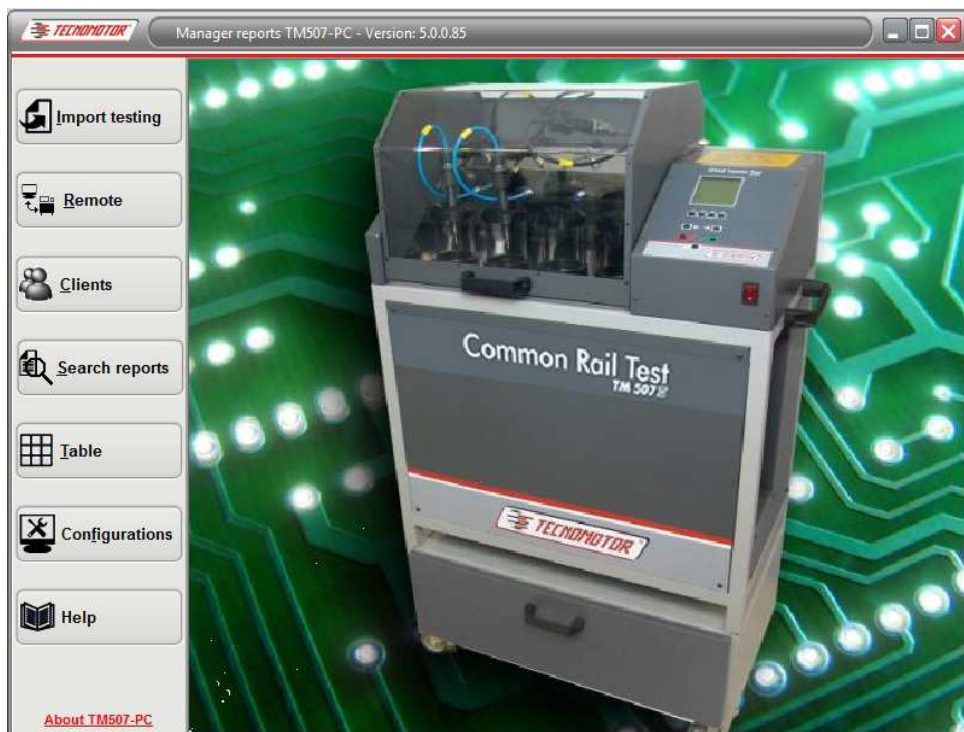 TECNOMOTOR
Manager reports TM507-PC - Version: 5.0.0.85
Import testing
Remote
Clients
Search reports
Table
Configurations
Help
About TM507-PC
Common Rail Test
TM 507
TECNOMOTOR
TECNOMOTOR